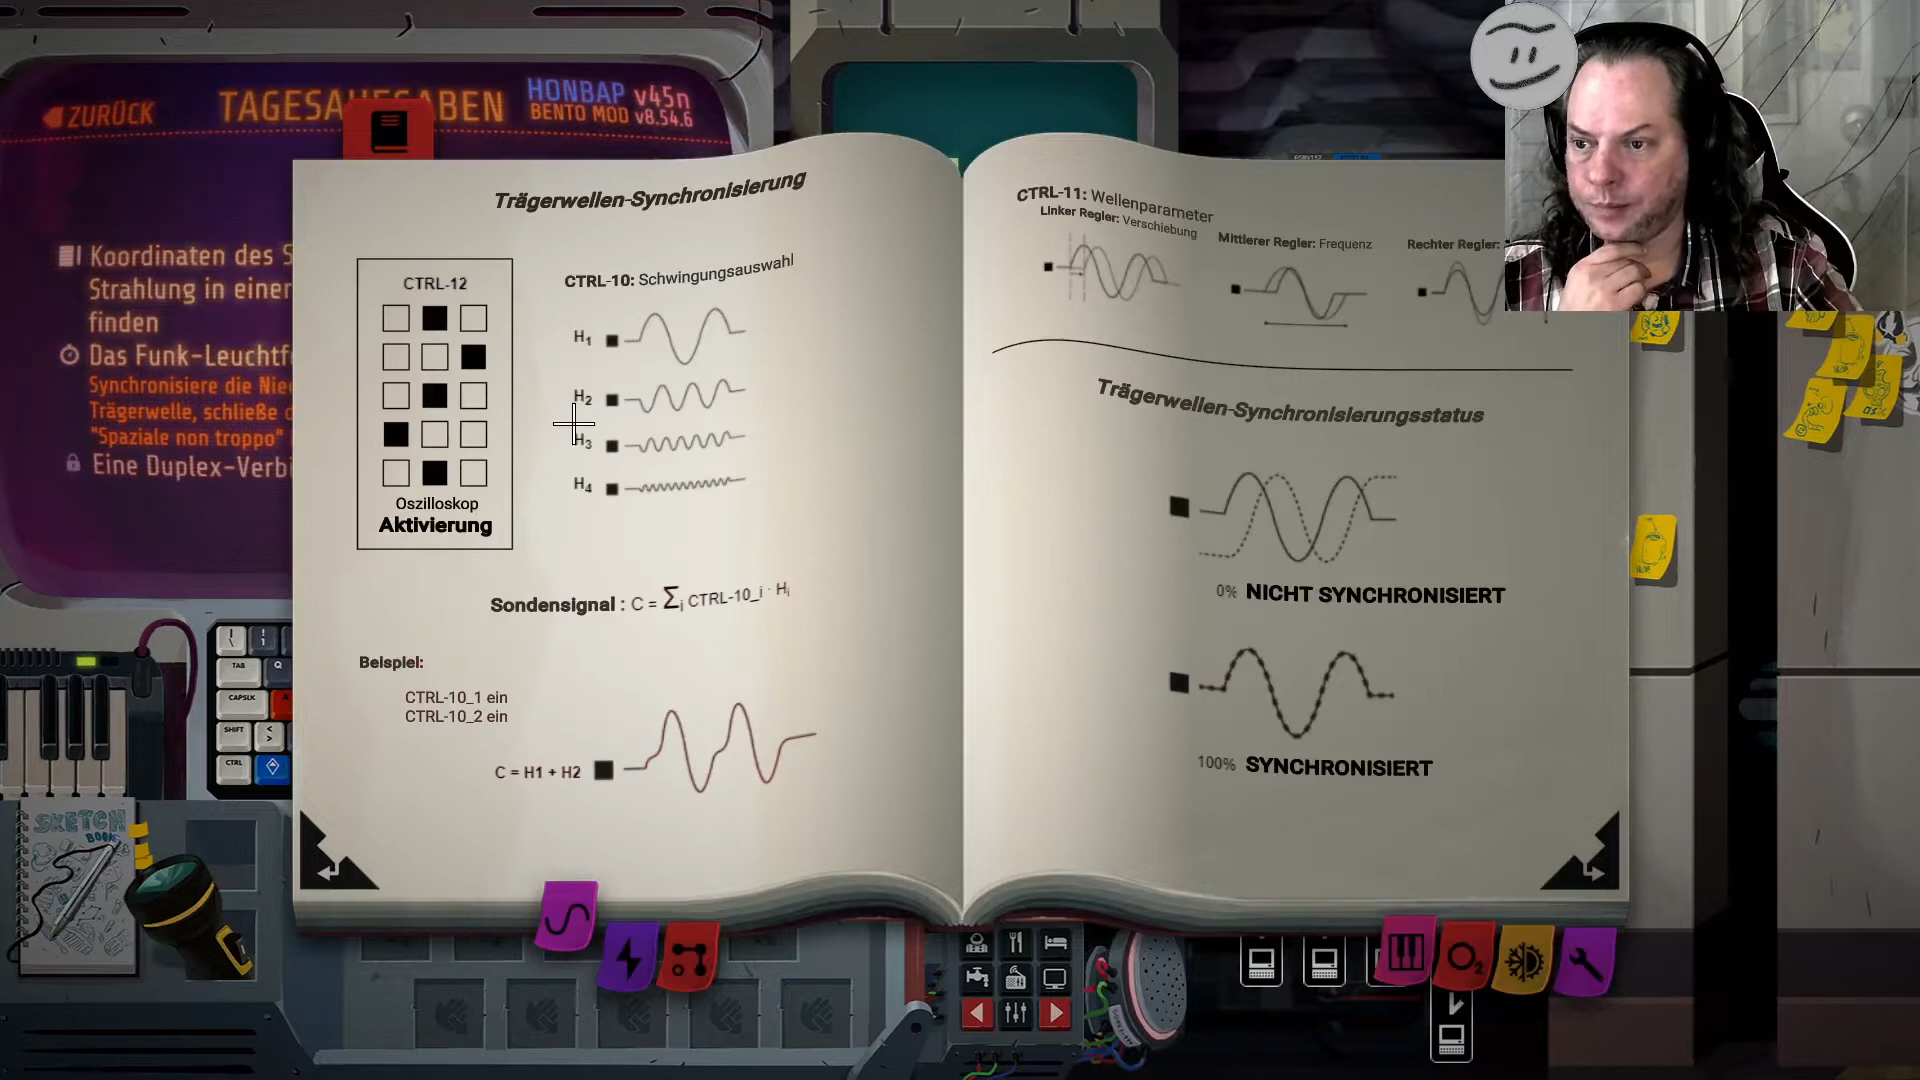 ZURÜCK
HONBAP v45n
BENTO MOD v8.54.6
Koordinaten des
Strahlung in einer
finden
Das Funk-Leuchtf
Synchronisiere die
Trägerwelle, schließe
"Spaziale non troppo"
Eine Duplex-Verbi
Trägerwellen-Synchronisierung
CTRL-12
Oszilloskop
Aktivierung
CTRL-10: Schwingungsauswahl
H1
H2
H3
H4
Sondensignal : C = Σi CTRL-10_i · Hi
Beispiel:
CTRL-10_1 ein
CTRL-10_2 ein
C = H1 + H2
CTRL-11: Wellenparameter
Linker Regler: Verschiebung
Mittlerer Regler: Frequenz
Rechter Regler:
Trägerwellen-Synchronisierungsstatus
0% NICHT SYNCHRONISIERT
100% SYNCHRONISIERT
TAB
Q
CAPSLK
A
SHIFT
CTRL
SKETCH
BOOK
O2